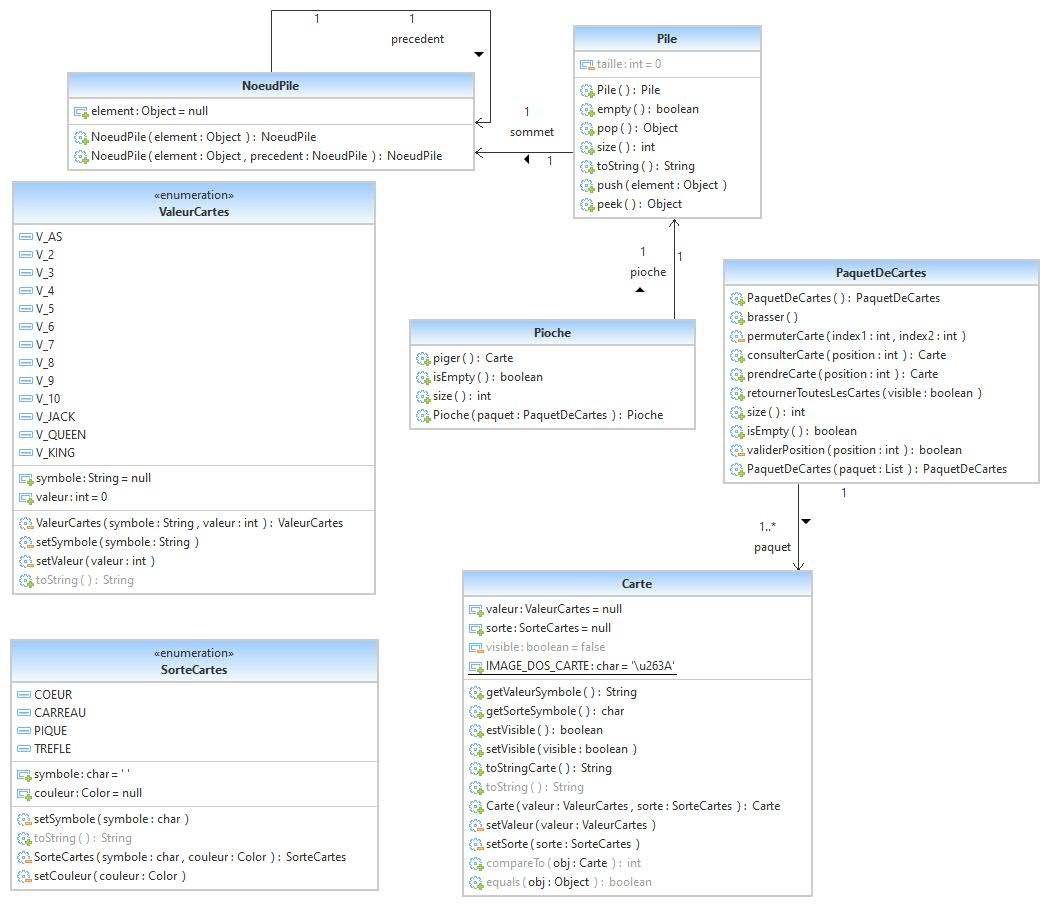 1
1
precedent
NoeudPile
element : Object = null
NoeudPile ( element : Object ) : NoeudPile
NoeudPile ( element : Object , precedent : NoeudPile ) : NoeudPile
1
sommet
1
Pile
taille : int = 0
Pile ( ) : Pile
empty ( ) : boolean
pop ( ) : Object
size ( ) : int
toString ( ) : String
push ( element : Object )
peek ( ) : Object
«enumeration»
ValeurCartes
V_AS
V_2
V_3
V_4
V_5
V_6
V_7
V_8
V_9
V_10
V_JACK
V_QUEEN
V_KING
symbole : String = null
valeur : int = 0
ValeurCartes ( symbole : String , valeur : int ) : ValeurCartes
setSymbole ( symbole : String )
setValeur ( valeur : int )
toString ( ) : String
1
1
pioche
Pioche
piger ( ) : Carte
isEmpty ( ) : boolean
size ( ) : int
Pioche ( paquet : PaquetDeCartes ) : Pioche
PaquetDeCartes
PaquetDeCartes ( ) : PaquetDeCartes
brasser ( )
permuterCarte ( index1 : int , index2 : int )
consulterCarte ( position : int ) : Carte
prendreCarte ( position : int ) : Carte
retournerToutesLesCartes ( visible : boolean )
size ( ) : int
isEmpty ( ) : boolean
validerPosition ( position : int ) : boolean
PaquetDeCartes ( paquet : List ) : PaquetDeCartes
1
1..*
paquet
Carte
valeur : ValeurCartes = null
sorte : SorteCartes = null
visible : boolean = false
IMAGE_DOS_CARTE : char = '\u263A'
getValeurSymbole ( ) : String
getSorteSymbole ( ) : char
estVisible ( ) : boolean
setVisible ( visible : boolean )
toStringCarte ( ) : String
toString ( ) : String
Carte ( valeur : ValeurCartes , sorte : SorteCartes ) : Carte
setValeur ( valeur : ValeurCartes )
setSorte ( sorte : SorteCartes )
compareTo ( obj : Carte ) : int
equals ( obj : Object ) : boolean
«enumeration»
SorteCartes
COEUR
CARREAU
PIQUE
TREFLE
symbole : char = ' '
couleur : Color = null
setSymbole ( symbole : char )
toString ( ) : String
SorteCartes ( symbole : char , couleur : Color ) : SorteCartes
setCouleur ( couleur : Color )